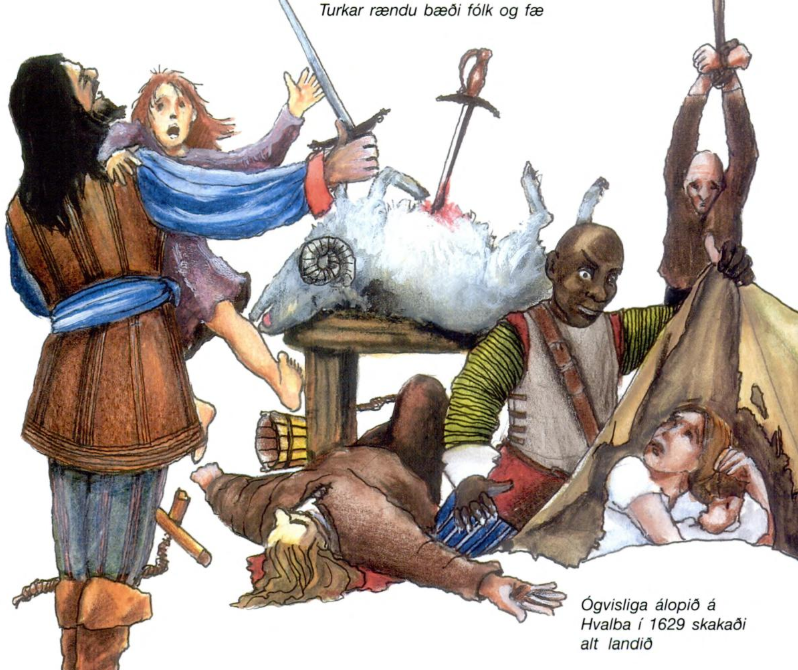 Turkar rændu bæði fólk og fæ
Ógvisliga álopið á
Hvalba í 1629 skakaði
alt landið